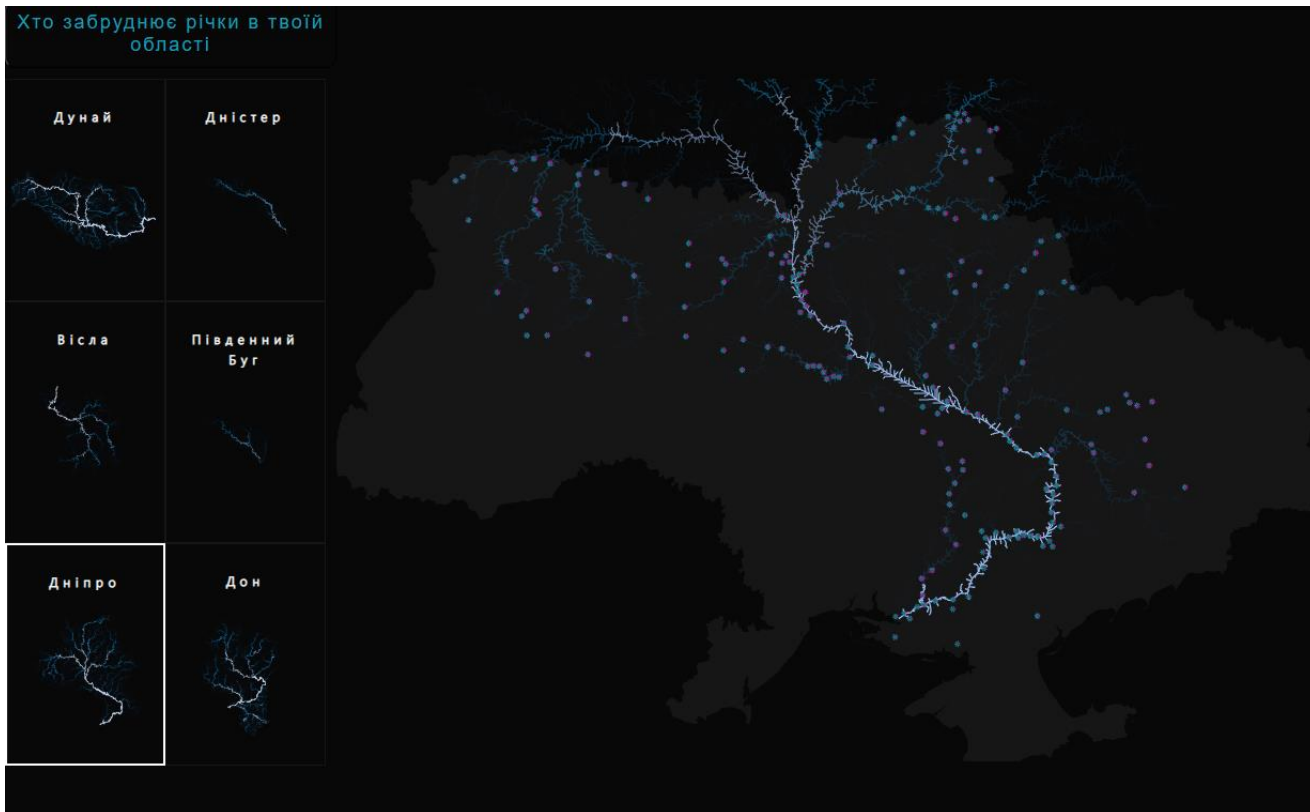 Хто забруднює річки в твоїй
області
Дунай
Дністер
Вісла
Південний
Буг
Дніпро
Дон